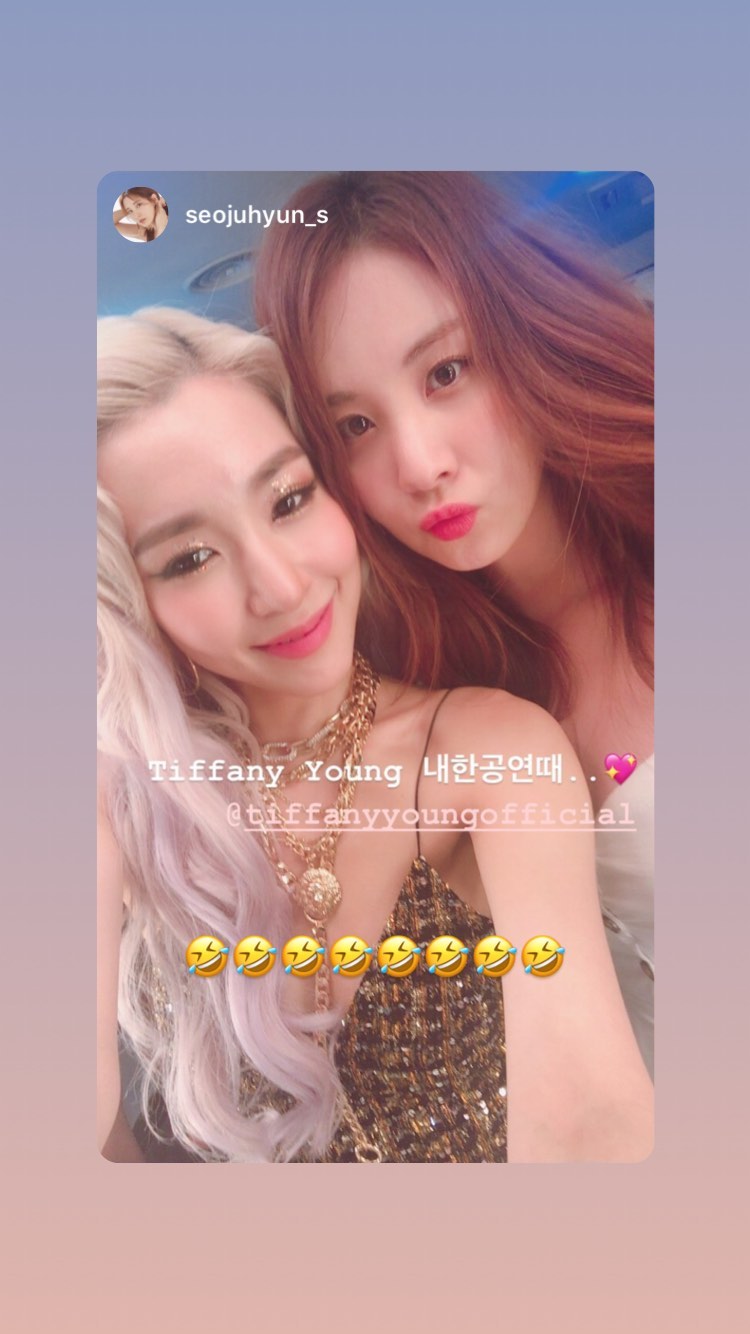 seojuhyun_s
Tiffany Young 내한공연때..💖
@tiffanyyoungofficial
🤣🤣🤣🤣🤣🤣🤣🤣